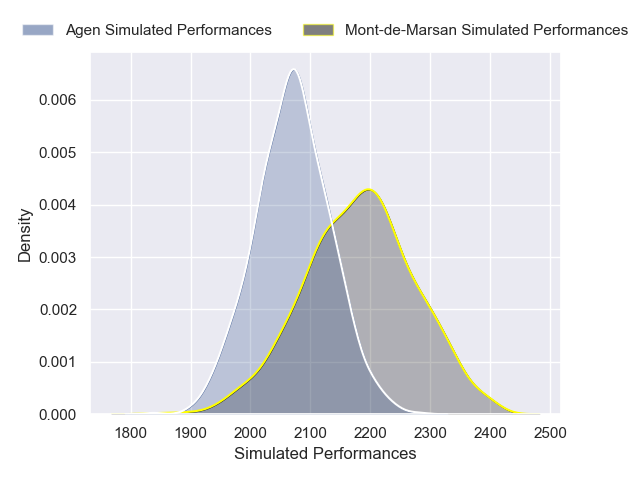 Agen Simulated Performances Mont-de-Marsan Simulated Performances
0.006
0.005
0.004
0.003
0.002
0.001
0.000
Density
1800 1900 2000 2100 2200 2300 2400 2500
Simulated Performances